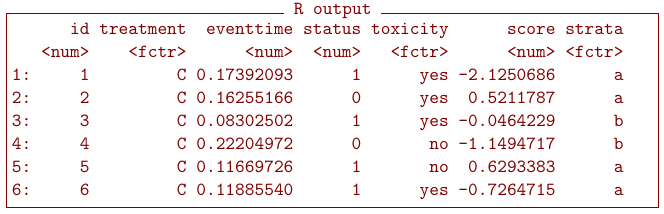 R output
id treatment eventtime status toxicity score strata
<num> <fctr> <num> <num> <fctr> <num> <fctr>
1: 1 C 0.17392093 1 yes -2.1250686 a
2: 2 C 0.16255166 0 yes 0.5211787 a
3: 3 C 0.08302502 1 yes -0.0464229 b
4: 4 C 0.22204972 0 no -1.1494717 b
5: 5 C 0.11669726 1 no 0.6293383 a
6: 6 C 0.11885540 1 yes -0.7264715 a